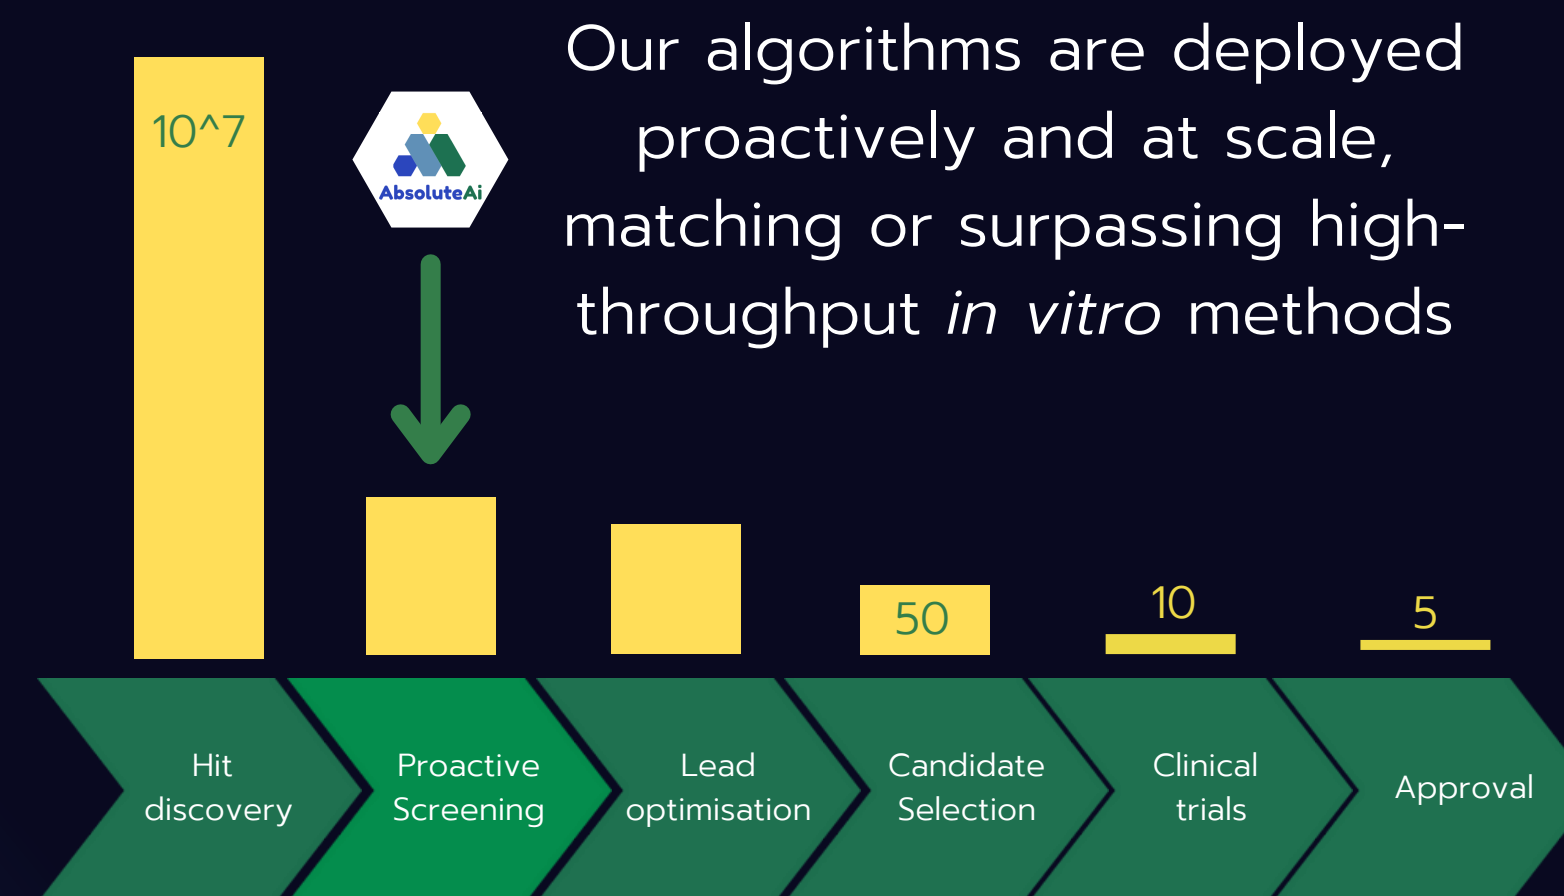 Our algorithms are deployed
proactively and at scale,
matching or surpassing high-
throughput in vitro methods
10^7
AbsoluteAi
50
10
5
Hit
discovery
Proactive
Screening
Lead
optimisation
Candidate
Selection
Clinical
trials
Approval